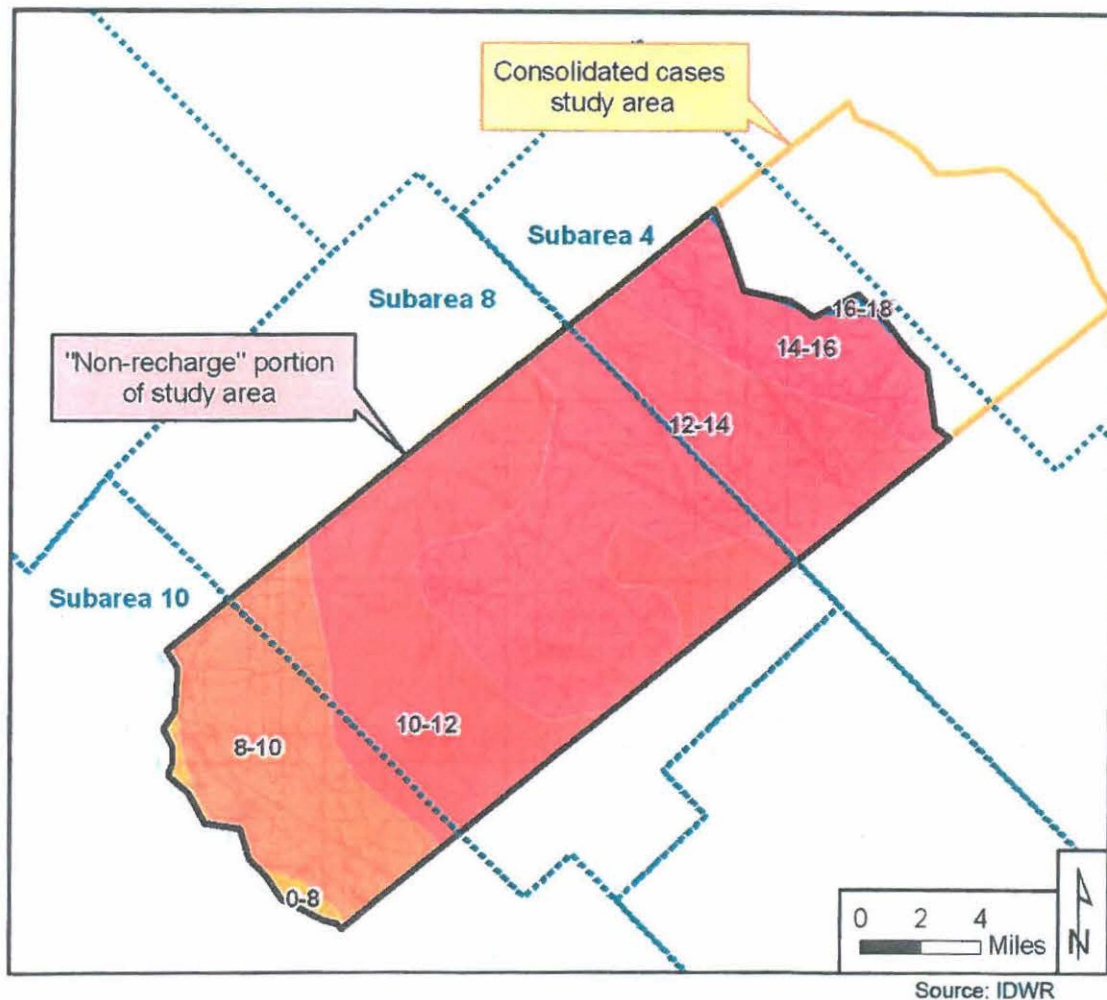 Consolidated cases
study area
Subarea 4
Subarea 8
16-18
14-16
"Non-recharge" portion
of study area
12-14
Subarea 10
10-12
8-10
0-8
0 2 4
Miles
N
Source: IDWR